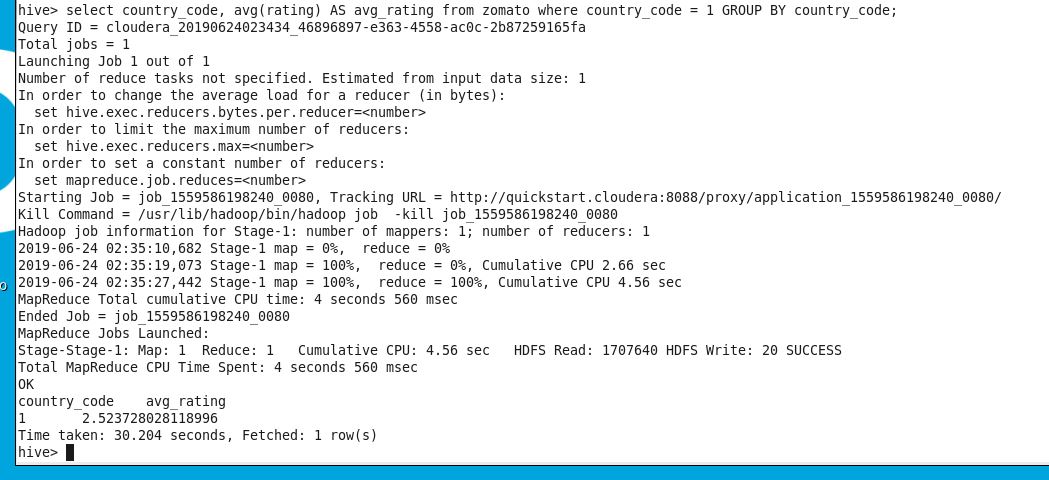 hive> select country_code, avg(rating) AS avg_rating from zomato where country_code = 1 GROUP BY country_code;
Query ID = cloudera_20190624023434_46896897-e363-4558-ac0c-2b87259165fa
Total jobs = 1
Launching Job 1 out of 1
Number of reduce tasks not specified. Estimated from input data size: 1
In order to change the average load for a reducer (in bytes):
  set hive.exec.reducers.bytes.per.reducer=<number>
In order to limit the maximum number of reducers:
  set hive.exec.reducers.max=<number>
In order to set a constant number of reducers:
  set mapreduce.job.reduces=<number>
Starting Job = job_1559586198240_0080, Tracking URL = http://quickstart.cloudera:8088/proxy/application_1559586198240_0080/
Kill Command = /usr/lib/hadoop/bin/hadoop job  -kill job_1559586198240_0080
Hadoop job information for Stage-1: number of mappers: 1; number of reducers: 1
2019-06-24 02:35:10,682 Stage-1 map = 0%,  reduce = 0%
2019-06-24 02:35:19,073 Stage-1 map = 100%,  reduce = 0%, Cumulative CPU 2.66 sec
2019-06-24 02:35:27,442 Stage-1 map = 100%,  reduce = 100%, Cumulative CPU 4.56 sec
MapReduce Total cumulative CPU time: 4 seconds 560 msec
Ended Job = job_1559586198240_0080
MapReduce Jobs Launched:
Stage-Stage-1: Map: 1  Reduce: 1   Cumulative CPU: 4.56 sec   HDFS Read: 1707640 HDFS Write: 20 SUCCESS
Total MapReduce CPU Time Spent: 4 seconds 560 msec
OK
country_code    avg_rating
1       2.523728028118996
Time taken: 30.204 seconds, Fetched: 1 row(s)
hive>